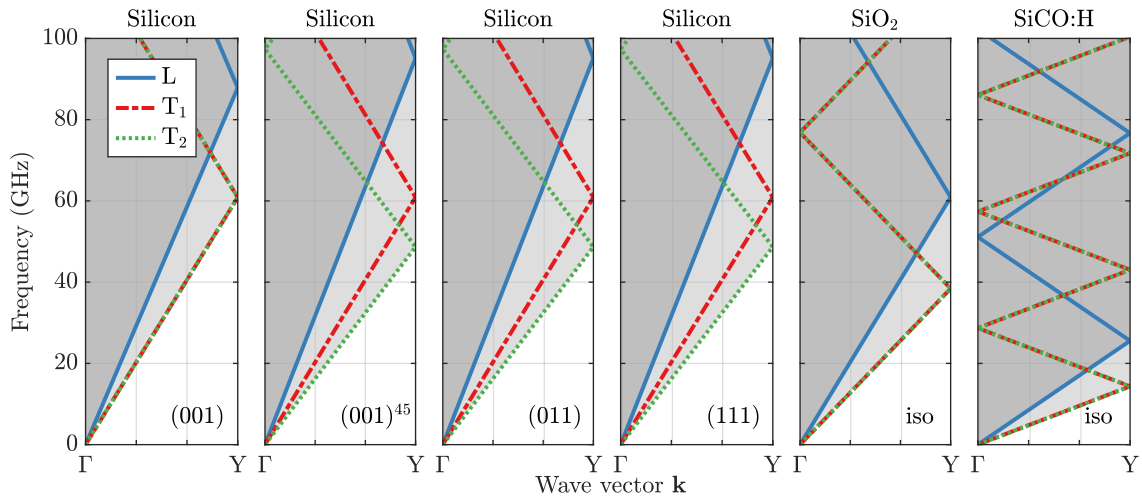 Silicon
Silicon
Silicon
Silicon
SiO₂
SiCO:H
Frequency (GHz)
100
80
60
40
20
0
L
T₁
T₂
(001)
(001)⁴⁵
(011)
(111)
iso
iso
Γ
Y
Γ
Y
Γ
Y
Γ
Y
Γ
Y
Γ
Y
Wave vector k